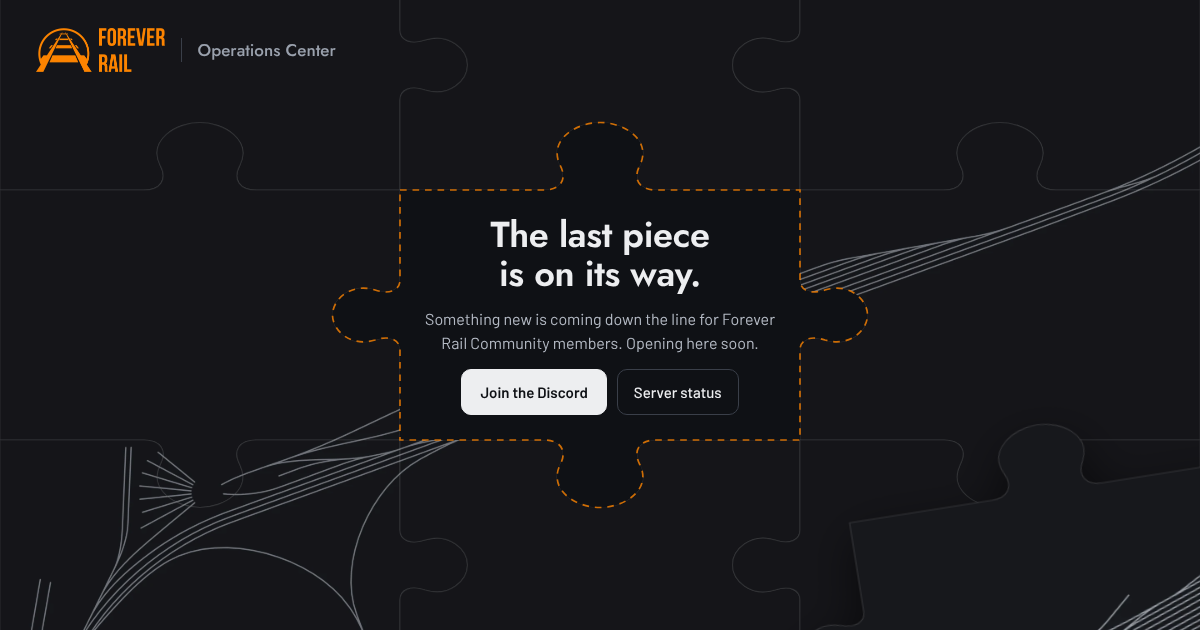 FOREVER
RAIL
Operations Center
The last piece
is on its way.
Something new is coming down the line for Forever
Rail Community members. Opening here soon.
Join the Discord
Server status